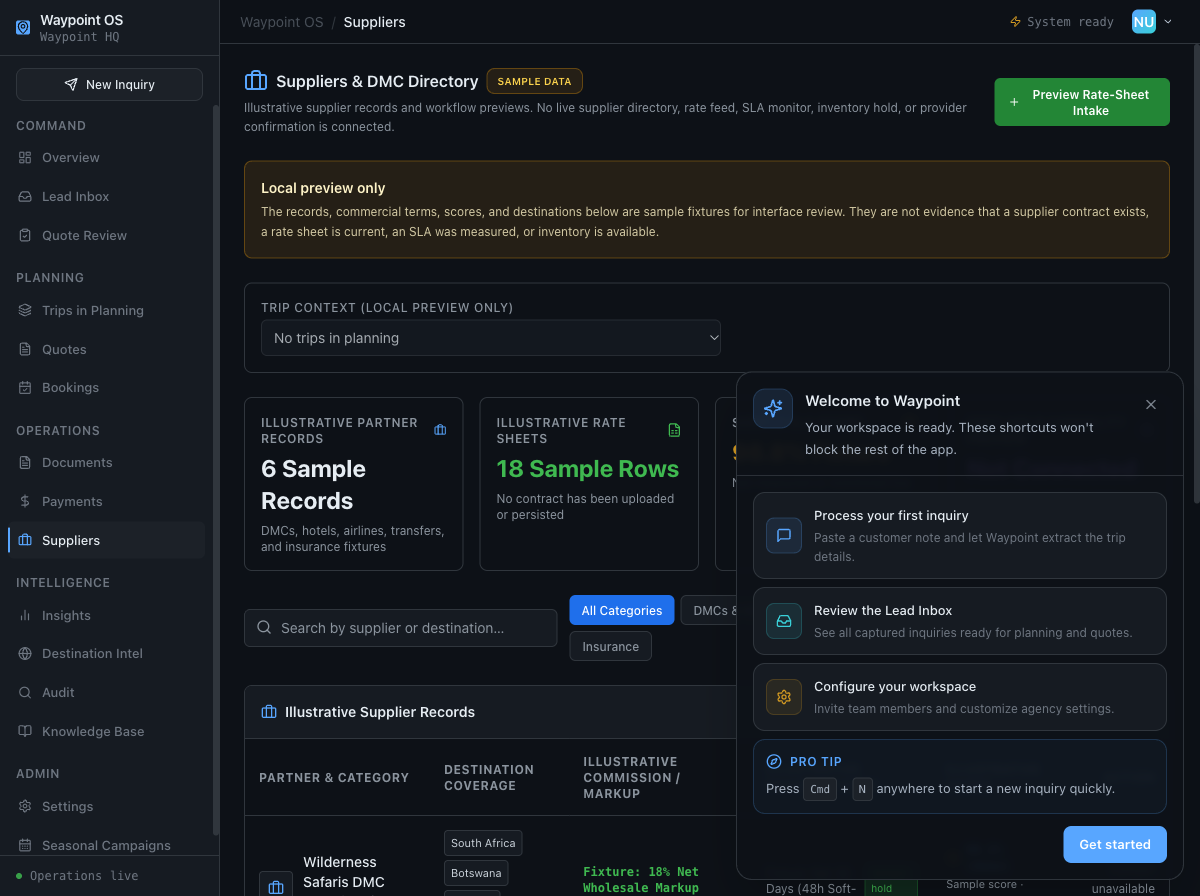 Waypoint OS
Waypoint HQ
New Inquiry
COMMAND
Overview
Lead Inbox
Quote Review
PLANNING
Trips in Planning
Quotes
Bookings
OPERATIONS
Documents
Payments
Suppliers
INTELLIGENCE
Insights
Destination Intel
Audit
Knowledge Base
ADMIN
Settings
Seasonal Campaigns
Operations live
Waypoint OS / Suppliers
System ready
NU
Suppliers & DMC Directory
SAMPLE DATA
Illustrative supplier records and workflow previews. No live supplier directory, rate feed, SLA monitor, inventory hold, or provider
confirmation is connected.
+ Preview Rate-Sheet
Intake
Local preview only
The records, commercial terms, scores, and destinations below are sample fixtures for interface review. They are not evidence that a supplier contract exists,
a rate sheet is current, an SLA was measured, or inventory is available.
TRIP CONTEXT (LOCAL PREVIEW ONLY)
No trips in planning
ILLUSTRATIVE PARTNER
RECORDS
6 Sample
Records
DMCs, hotels, airlines, transfers,
and insurance fixtures
ILLUSTRATIVE RATE
SHEETS
18 Sample Rows
No contract has been uploaded
or persisted
Search by supplier or destination...
All Categories
DMCs &
Insurance
Illustrative Supplier Records
PARTNER & CATEGORY
DESTINATION
COVERAGE
ILLUSTRATIVE
COMMISSION /
MARKUP
Wilderness
Safaris DMC
South Africa
Botswana
Fixture: 18% Net
Wholesale Markup
Days (48h Soft-
hold
Sample score ·
unavailable
Welcome to Waypoint
Your workspace is ready. These shortcuts won't
block the rest of the app.
Process your first inquiry
Paste a customer note and let Waypoint extract the trip
details.
Review the Lead Inbox
See all captured inquiries ready for planning and quotes.
Configure your workspace
Invite team members and customize agency settings.
PRO TIP
Press Cmd + N anywhere to start a new inquiry quickly.
Get started